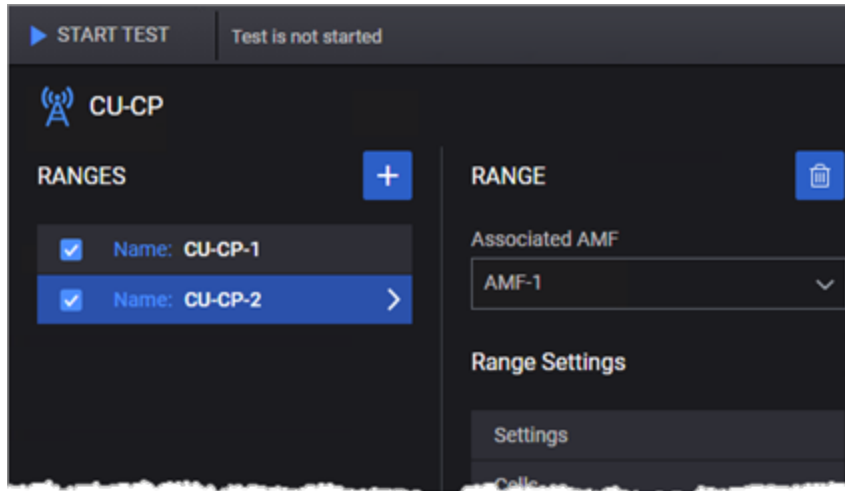 START TEST
Test is not started
CU-CP
RANGES
Name: CU-CP-1
Name: CU-CP-2
RANGE
Associated AMF
AMF-1
Range Settings
Settings
Cells